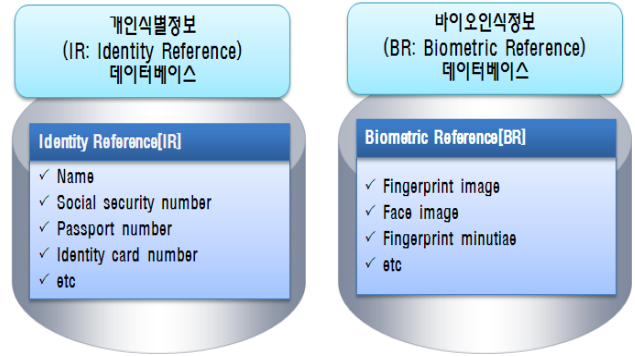 개인식별정보
(IR: Identity Reference)
데이터베이스
Identity Reference[IR]
✓ Name
✓ Social security number
✓ Passport number
✓ Identity card number
✓ etc
바이오인식정보
(BR: Biometric Reference)
데이터베이스
Biometric Reference[BR]
✓ Fingerprint image
✓ Face image
✓ Fingerprint minutiae
✓ etc